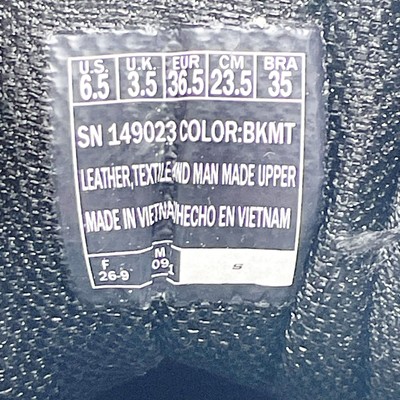 U.S. U.K. EUR CM BRA
6.5 3.5 36.5 23.5 35
SN 149023 COLOR:BKMT
LEATHER,TEXTILE AND MAN MADE UPPER
MADE IN VIETNAM HECHO EN VIETNAM
F M
26-9 09 S